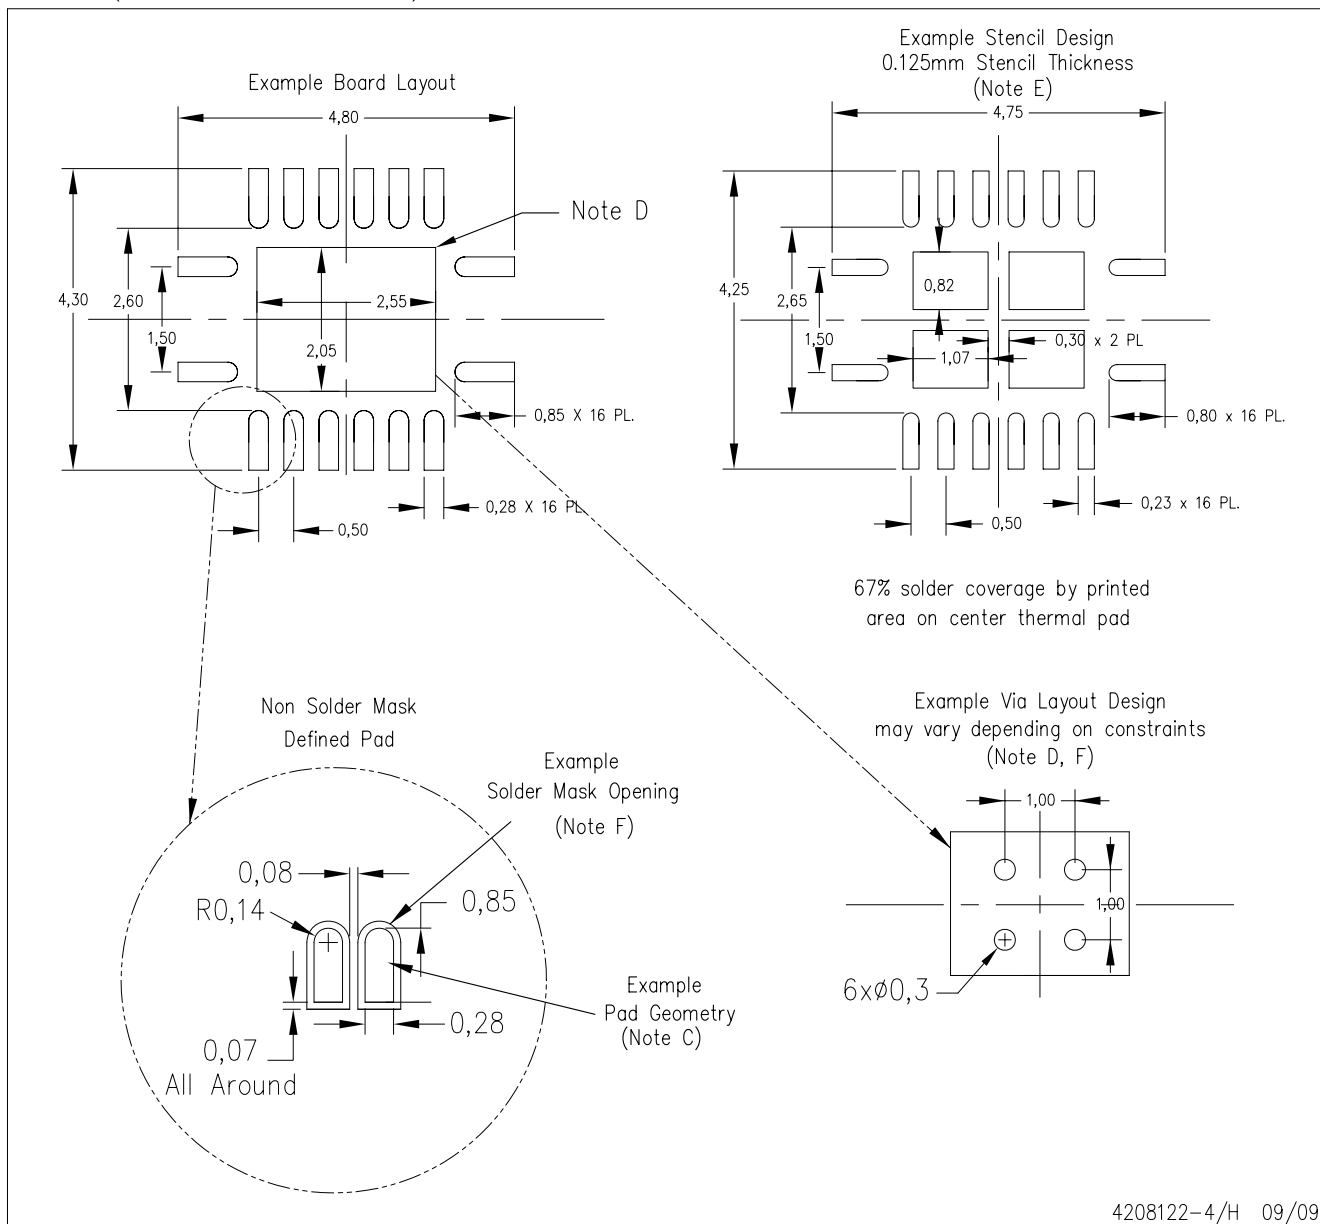 Example Board Layout
4,80
Note D
4,30
2,60
1,50
2,55
2,05
0,85 X 16 PL.
0,28 X 16 PL.
0,50
Example Stencil Design
0.125mm Stencil Thickness
(Note E)
4,75
4,25
2,65
1,50
0,82
1,07
0,30 x 2 PL
0,80 x 16 PL.
0,23 x 16 PL.
0,50
67% solder coverage by printed
area on center thermal pad
Non Solder Mask
Defined Pad
Example
Solder Mask Opening
(Note F)
0,08
R0,14
0,85
Example
Pad Geometry
(Note C)
0,28
0,07
All Around
Example Via Layout Design
may vary depending on constraints
(Note D, F)
1,00
1,00
6xø0,3
4208122-4/H 09/09